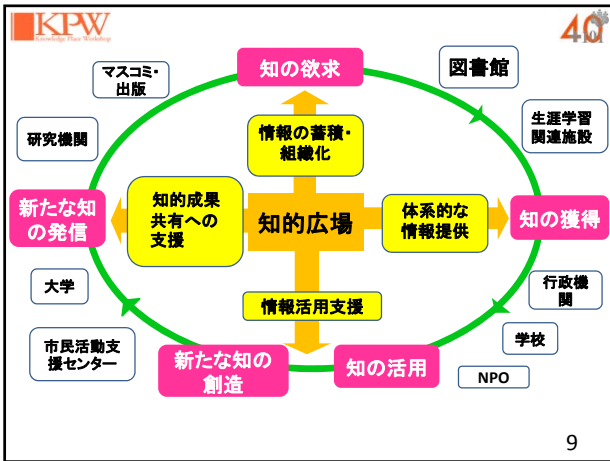 KPW
Knowledge Plaza Workshop
40
知の欲求
図書館
マスコミ・
出版
生涯学習
関連施設
研究機関
情報の蓄積・
組織化
新たな知
の発信
知的成果
共有への
支援
知的広場
体系的な
情報提供
知の獲得
大学
行政機
関
情報活用支援
市民活動支
援センター
学校
新たな知の
創造
知の活用
NPO
9